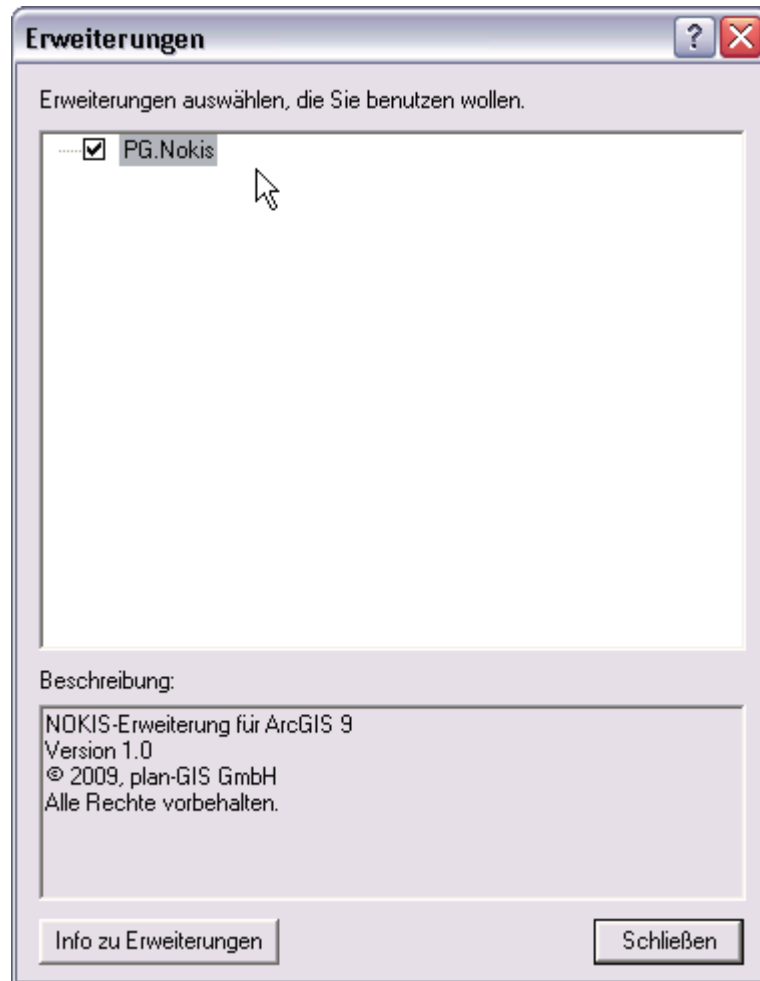 Erweiterungen
Erweiterungen auswählen, die Sie benutzen wollen.
PG.Nokis
Beschreibung:
NOKIS-Erweiterung für ArcGIS 9
Version 1.0
© 2009, plan-GIS GmbH
Alle Rechte vorbehalten.
Info zu Erweiterungen
Schließen